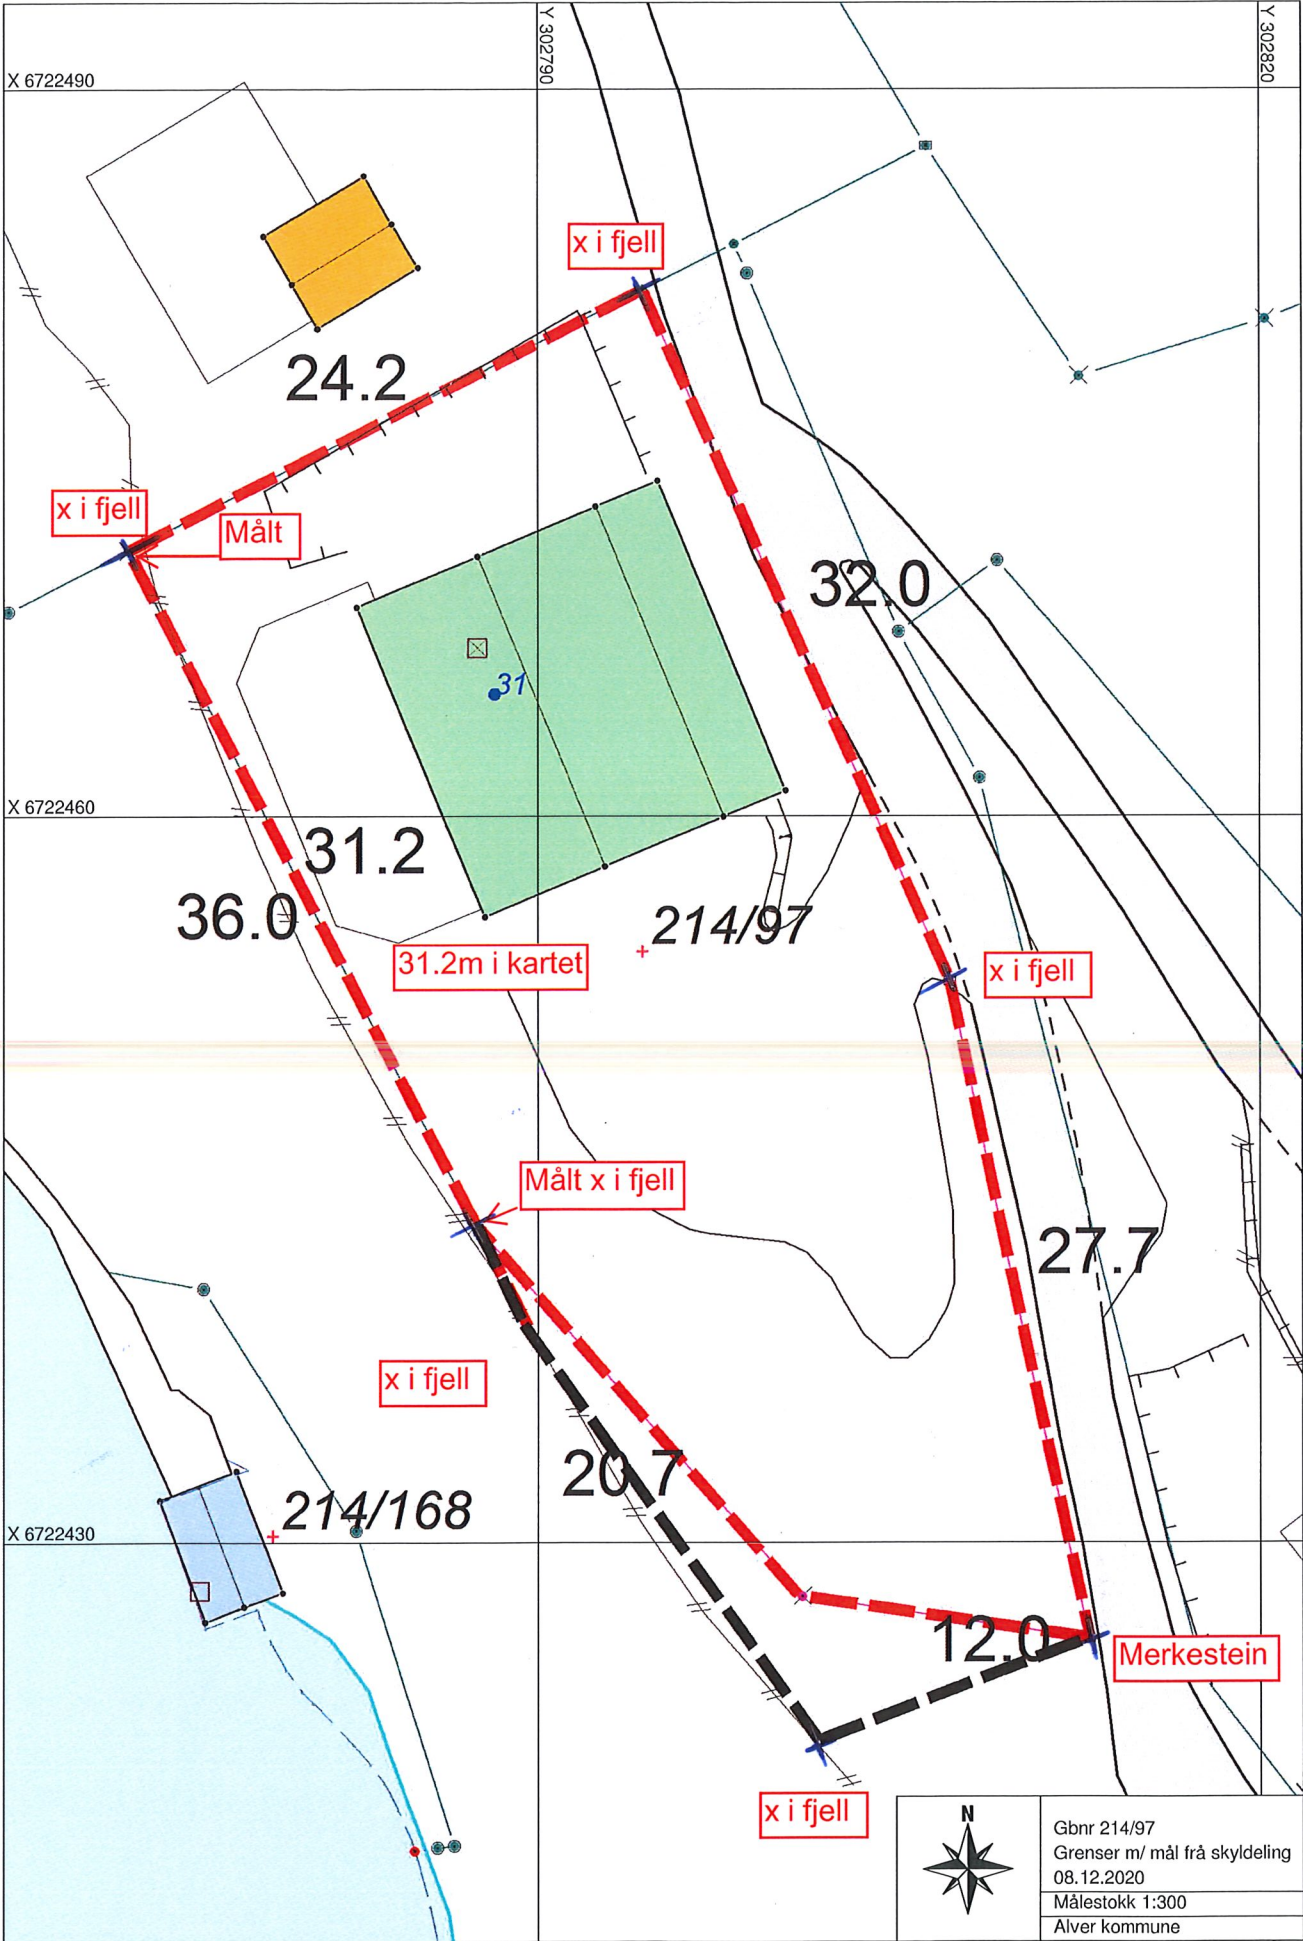 Y 302790
Y 302820
X 6722490
x i fjell
24.2
x i fjell
Målt
32.0
31
X 6722460
31.2
36.0
214/97
31.2m i kartet
x i fjell
Målt x i fjell
27.7
x i fjell
20.7
214/168
X 6722430
12.0
Merkestein
x i fjell
N
Gbnr 214/97
Grenser m/ mål frå skyldeling
08.12.2020
Målestokk 1:300
Alver kommune